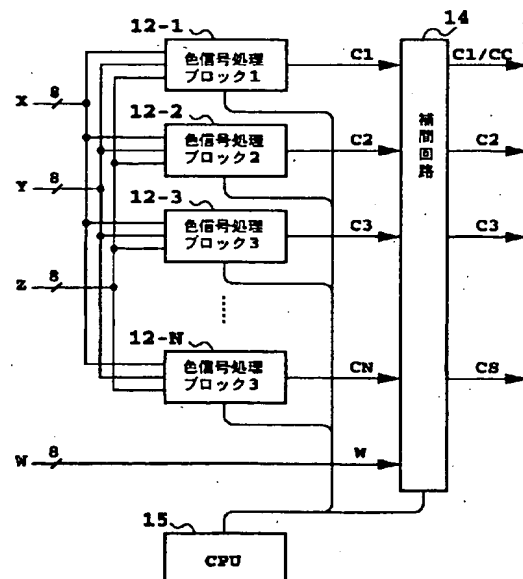 14
12-1
色信号処理
ブロック1
C1
C1/CC
X
8
12-2
色信号処理
ブロック2
C2
補間回路
C2
Y
8
12-3
色信号処理
ブロック3
C3
C3
Z
8
12-N
色信号処理
ブロック3
CN
CS
W
8
W
15
CPU